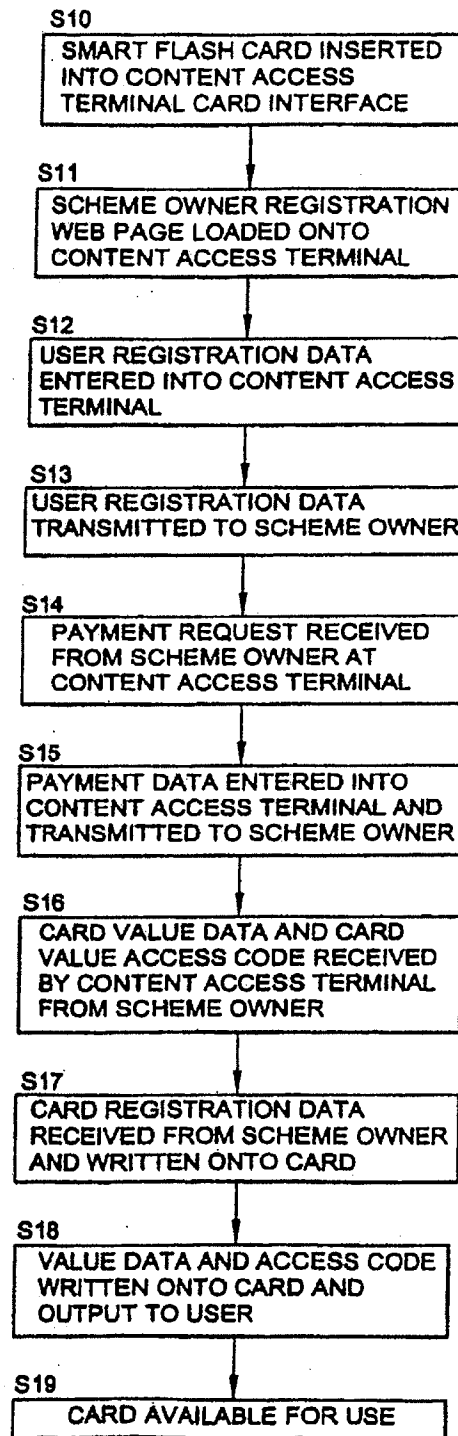 S10
SMART FLASH CARD INSERTED
INTO CONTENT ACCESS
TERMINAL CARD INTERFACE
S11
SCHEME OWNER REGISTRATION
WEB PAGE LOADED ONTO
CONTENT ACCESS TERMINAL
S12
USER REGISTRATION DATA
ENTERED INTO CONTENT ACCESS
TERMINAL
S13
USER REGISTRATION DATA
TRANSMITTED TO SCHEME OWNER
S14
PAYMENT REQUEST RECEIVED
FROM SCHEME OWNER AT
CONTENT ACCESS TERMINAL
S15
PAYMENT DATA ENTERED INTO
CONTENT ACCESS TERMINAL AND
TRANSMITTED TO SCHEME OWNER
S16
CARD VALUE DATA AND CARD
VALUE ACCESS CODE RECEIVED
BY CONTENT ACCESS TERMINAL
FROM SCHEME OWNER
S17
CARD REGISTRATION DATA
RECEIVED FROM SCHEME OWNER
AND WRITTEN ONTO CARD
S18
VALUE DATA AND ACCESS CODE
WRITTEN ONTO CARD AND
OUTPUT TO USER
S19
CARD AVAILABLE FOR USE